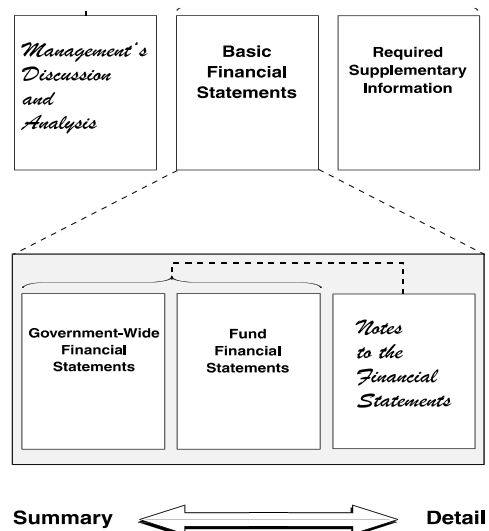 Management's
Discussion
and
Analysis
Basic
Financial
Statements
Required
Supplementary
Information
Government-Wide
Financial
Statements
Fund
Financial
Statements
Notes
to the
Financial
Statements
Summary
Detail